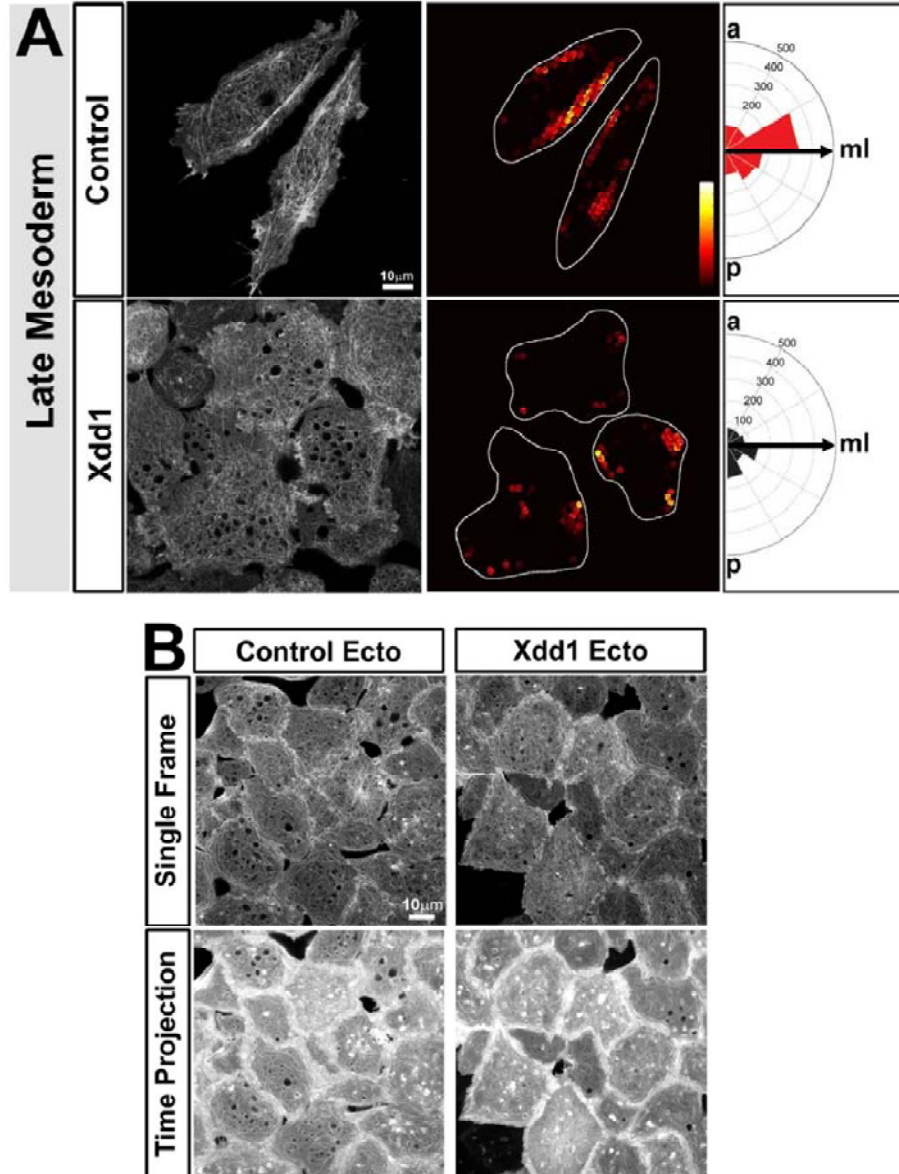 A
Late Mesoderm
Control
10µm
a
500
400
300
200
ml
p
Xdd1
a
500
400
300
200
100
ml
p
B
Control Ecto
Xdd1 Ecto
Single Frame
10µm
Time Projection